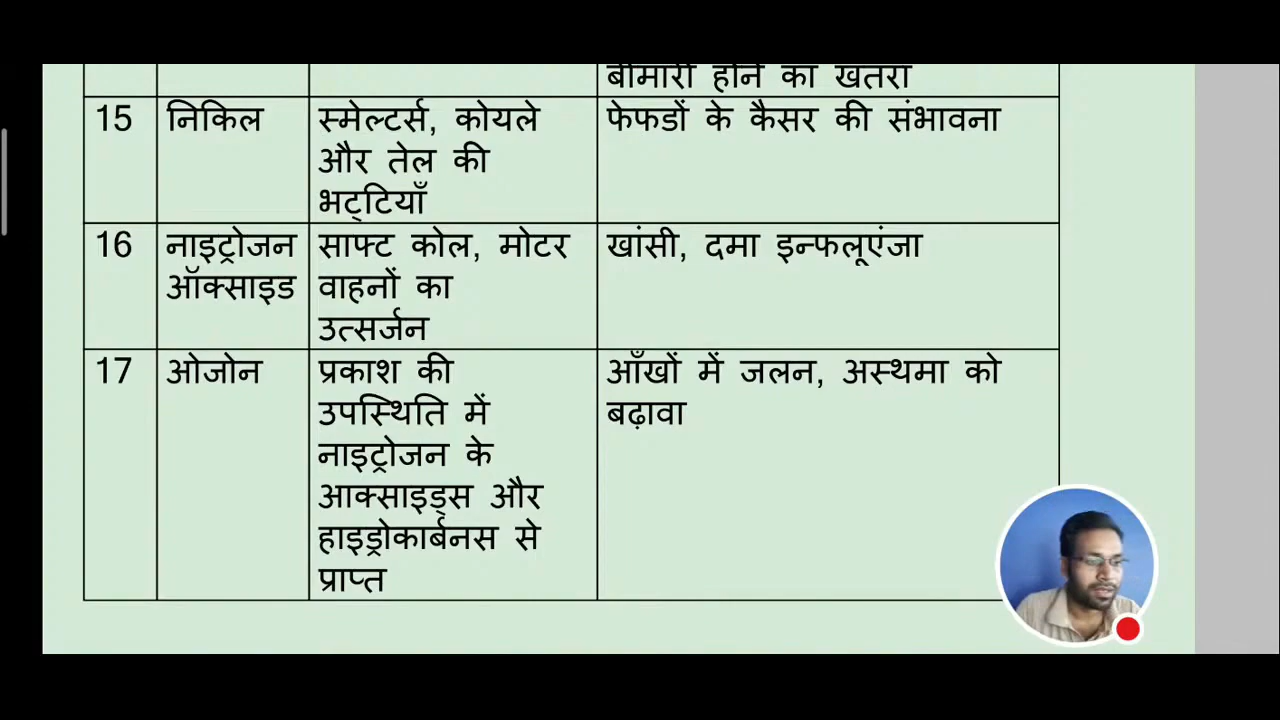 बीमारी होने का खतरा
15 निकिल स्मेल्टर्स, कोयले फेफडों के कैसर की संभावना
और तेल की
भट्टियाँ
16 नाइट्रोजन साफ्ट कोल, मोटर खांसी, दमा इन्फलूएंजा
ऑक्साइड वाहनों का
उत्सर्जन
17 ओजोन प्रकाश की आँखों में जलन, अस्थमा को
उपस्थिति में बढ़ावा
नाइट्रोजन के
आक्साइड्स और
हाइड्रोकार्बनस से
प्राप्त